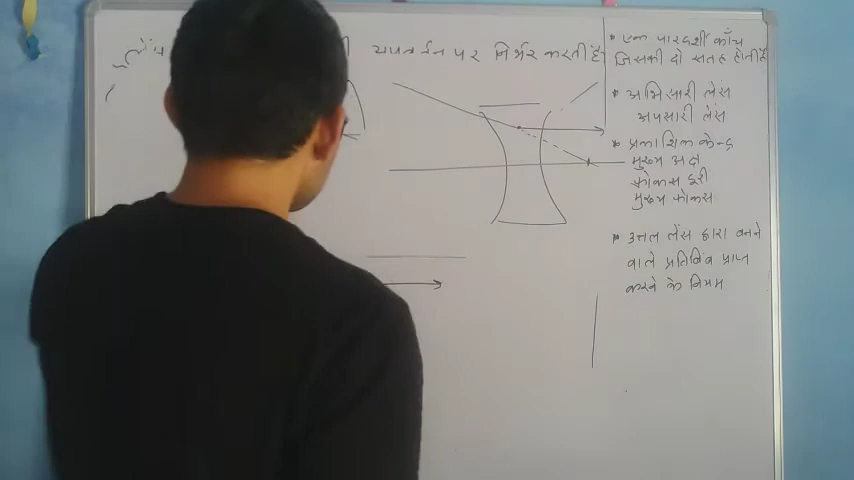 अपवर्तन पर निर्भर करती है
* एक पारदर्शी काँच
जिसकी दो सतह होती हैं
* अभिसारी लेंस
अपसारी लेंस
* प्रकाशिक केन्द्र
मुख्य अक्ष
फोकस दूरी
मुख्य फोकस
* उत्तल लेंस द्वारा बनने
वाले प्रतिबिंब प्राप्त
करने के नियम